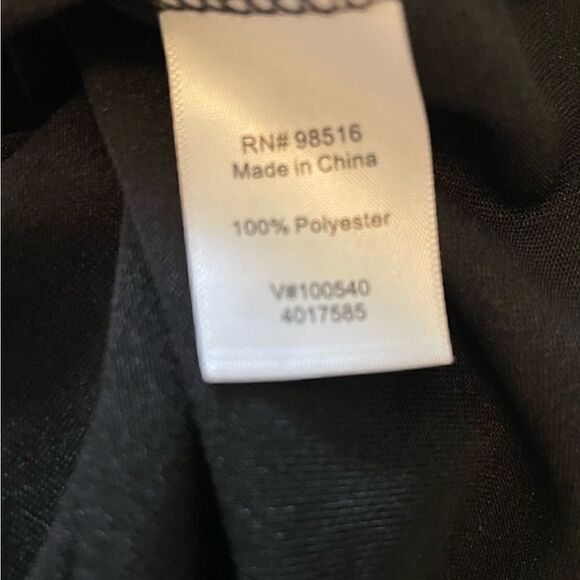 RN# 98516
Made in China
100% Polyester
V#100540
4017585